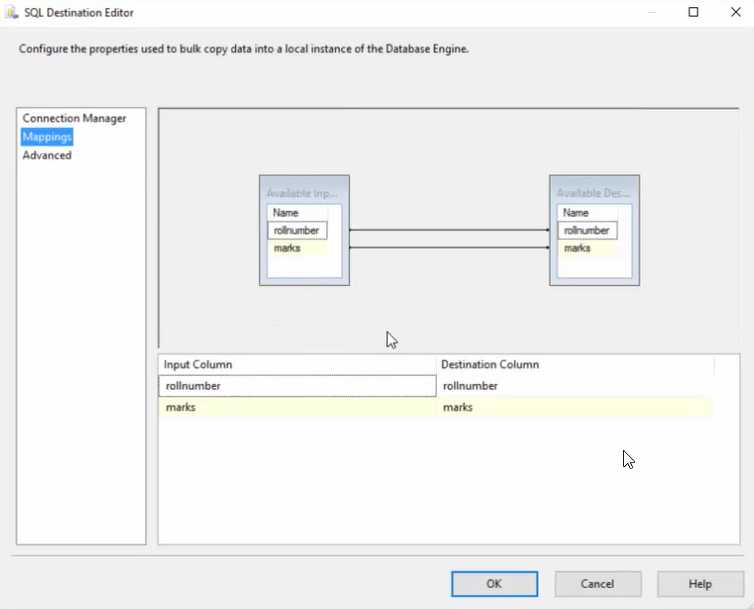 SQL Destination Editor
Configure the properties used to bulk copy data into a local instance of the Database Engine.
Connection Manager
Mappings
Advanced
Available Inp...
Name
rollnumber
marks
Available Des...
Name
rollnumber
marks
Input Column Destination Column
rollnumber rollnumber
marks marks
OK Cancel Help